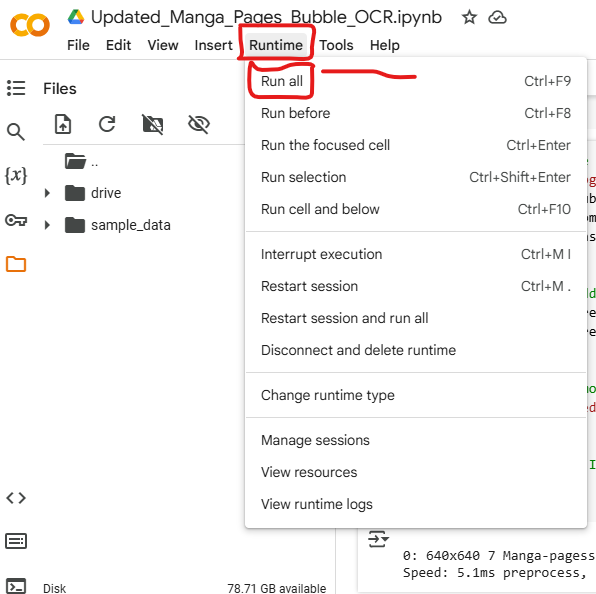 Updated_Manga_Pages_Bubble_OCR.ipynb
File Edit View Insert Runtime Tools Help
Files
Run all Ctrl+F9
Run before Ctrl+F8
Run the focused cell Ctrl+Enter
Run selection Ctrl+Shift+Enter
Run cell and below Ctrl+F10
Interrupt execution Ctrl+M I
Restart session Ctrl+M .
Restart session and run all
Disconnect and delete runtime
Change runtime type
Manage sessions
View resources
View runtime logs
..
drive
sample_data
{x}
0: 640x640 7 Manga-pagess
Speed: 5.1ms preprocess,
Disk 78.71 GB available